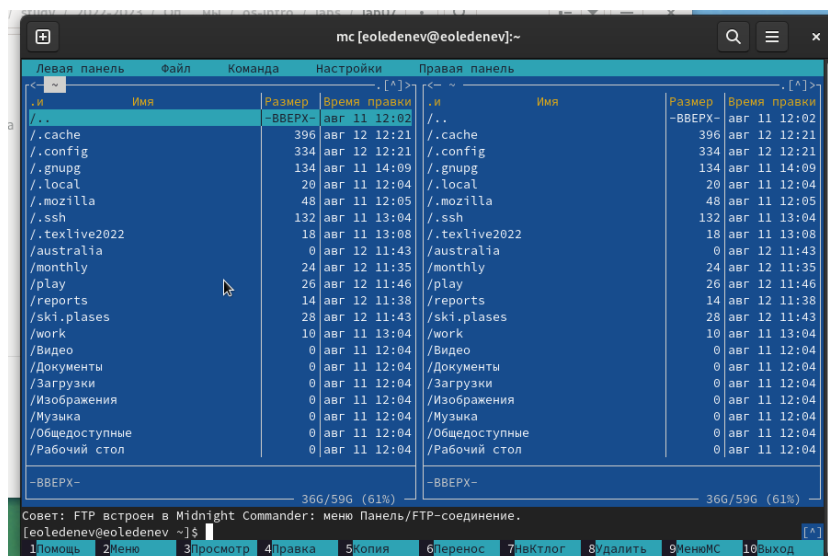 mc [eoledenev@eoledenev]:~
Левая панель Файл Команда Настройки Правая панель
<- ~ .[^]> <- ~ .[^]>
.и Имя Размер Время правки .и Имя Размер Время правки
/.. -ВВЕРХ- авг 11 12:02 /.. -ВВЕРХ- авг 11 12:02
/.cache 396 авг 12 12:21 /.cache 396 авг 12 12:21
/.config 334 авг 12 12:21 /.config 334 авг 12 12:21
/.gnupg 134 авг 11 14:09 /.gnupg 134 авг 11 14:09
/.local 20 авг 11 12:04 /.local 20 авг 11 12:04
/.mozilla 48 авг 11 12:05 /.mozilla 48 авг 11 12:05
/.ssh 132 авг 11 13:04 /.ssh 132 авг 11 13:04
/.texlive2022 18 авг 11 13:08 /.texlive2022 18 авг 11 13:08
/australia 0 авг 12 11:43 /australia 0 авг 12 11:43
/monthly 24 авг 12 11:35 /monthly 24 авг 12 11:35
/play 26 авг 12 11:46 /play 26 авг 12 11:46
/reports 14 авг 12 11:38 /reports 14 авг 12 11:38
/ski.plases 28 авг 12 11:43 /ski.plases 28 авг 12 11:43
/work 10 авг 11 13:04 /work 10 авг 11 13:04
/Видео 0 авг 11 12:04 /Видео 0 авг 11 12:04
/Документы 0 авг 11 12:04 /Документы 0 авг 11 12:04
/Загрузки 0 авг 11 12:04 /Загрузки 0 авг 11 12:04
/Изображения 0 авг 11 12:04 /Изображения 0 авг 11 12:04
/Музыка 0 авг 11 12:04 /Музыка 0 авг 11 12:04
/Общедоступные 0 авг 11 12:04 /Общедоступные 0 авг 11 12:04
/Рабочий стол 0 авг 11 12:04 /Рабочий стол 0 авг 11 12:04
-ВВЕРХ- -ВВЕРХ-
36G/59G (61%) 36G/59G (61%)
Совет: FTP встроен в Midnight Commander: меню Панель/FTP-соединение.
[eoledenev@eoledenev ~]$ [^]
1Помощь 2Меню 3Просмотр 4Правка 5Копия 6Перенос 7НвКтлог 8Удалить 9МенюМС 10Выход